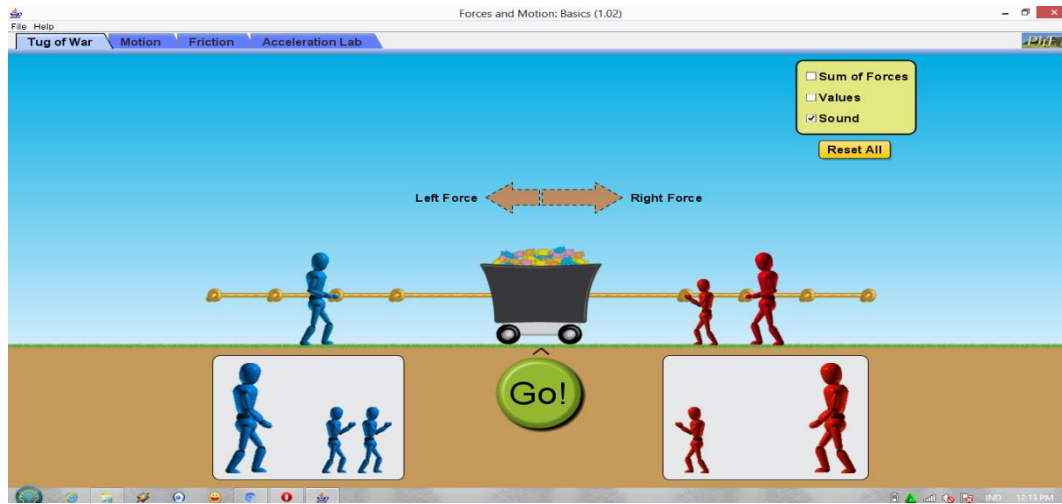 Forces and Motion: Basics (1.02)
File Help
Tug of War Motion Friction Acceleration Lab
PhET
Sum of Forces
Values
Sound
Reset All
Left Force Right Force
Go!
IND 12:13 PM